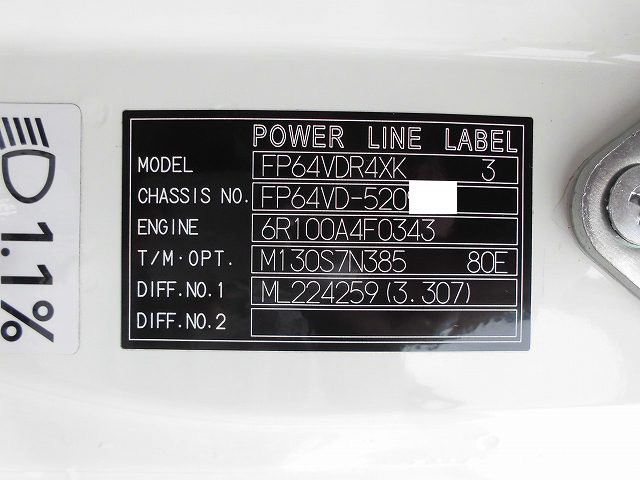 POWER LINE LABEL
MODEL FP64VDR4XK 3
CHASSIS NO. FP64VD-520
ENGINE 6R100A4F0343
T/M·OPT. M130S7N385 80E
DIFF.NO.1 ML224259(3.307)
DIFF.NO.2
1.1%